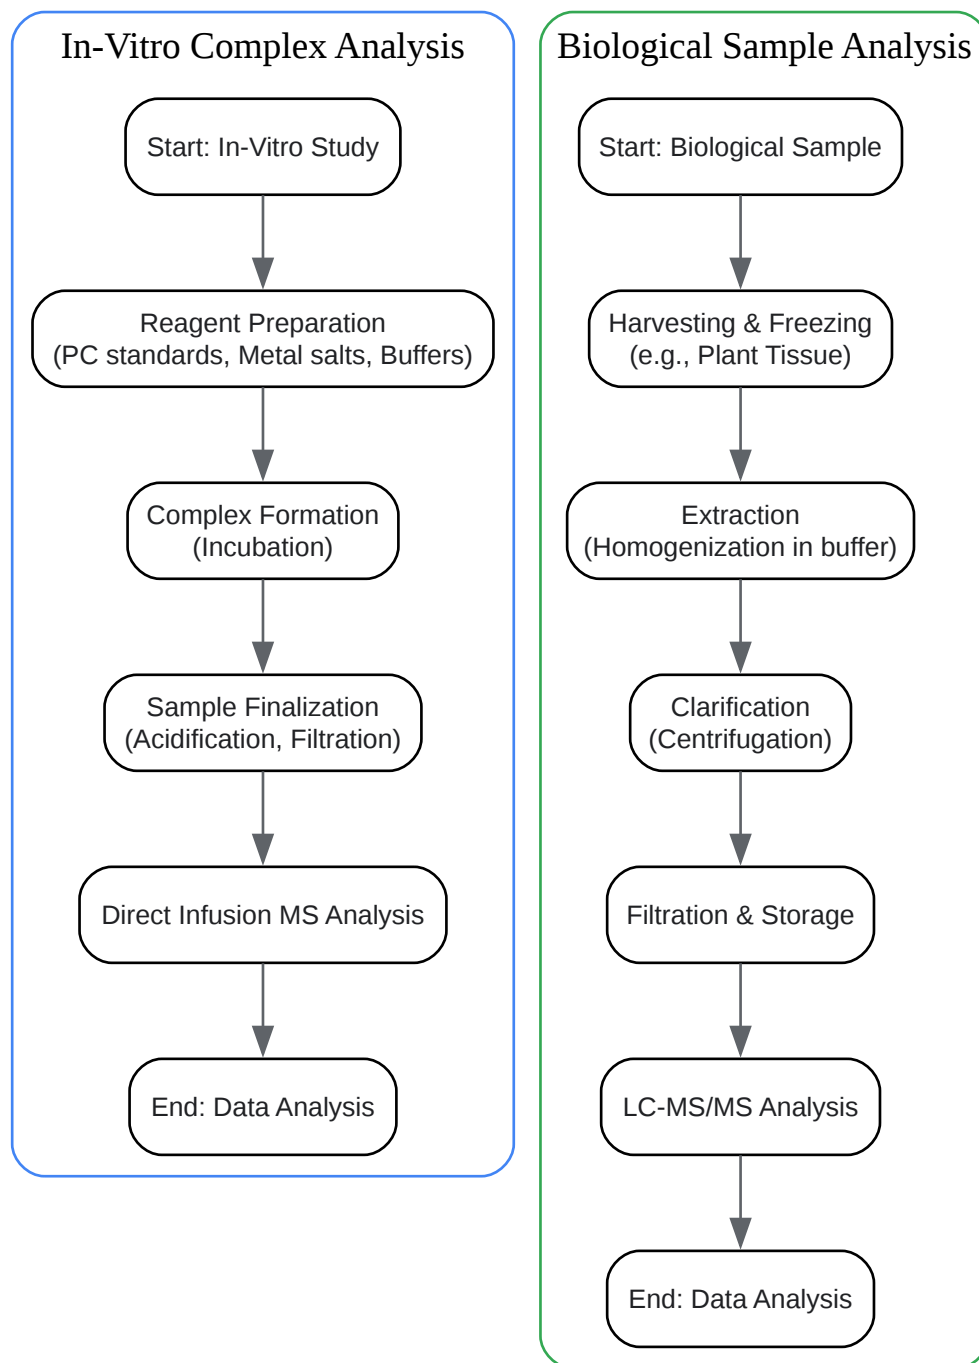 In-Vitro Complex Analysis
Start: In-Vitro Study
Reagent Preparation
(PC standards, Metal salts, Buffers)
Complex Formation
(Incubation)
Sample Finalization
(Acidification, Filtration)
Direct Infusion MS Analysis
End: Data Analysis
Biological Sample Analysis
Start: Biological Sample
Harvesting & Freezing
(e.g., Plant Tissue)
Extraction
(Homogenization in buffer)
Clarification
(Centrifugation)
Filtration & Storage
LC-MS/MS Analysis
End: Data Analysis